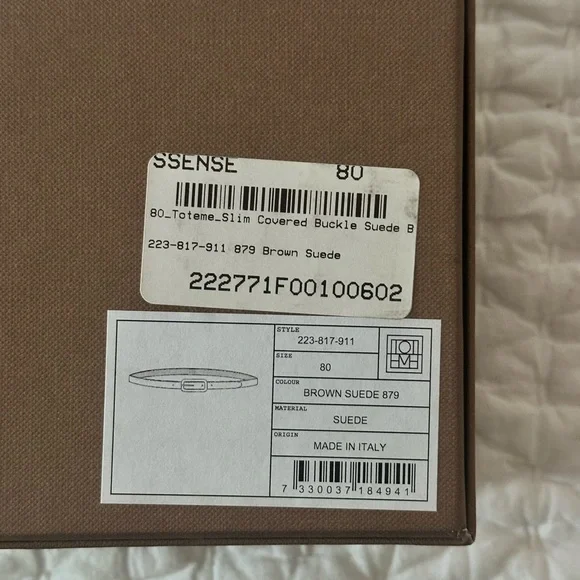 SSENSE 80
80_Toteme_Slim Covered Buckle Suede B
223-817-911 879 Brown Suede
222771F00100602
STYLE
223-817-911
SIZE
80
COLOUR
BROWN SUEDE 879
MATERIAL
SUEDE
ORIGIN
MADE IN ITALY
7 330037 184941